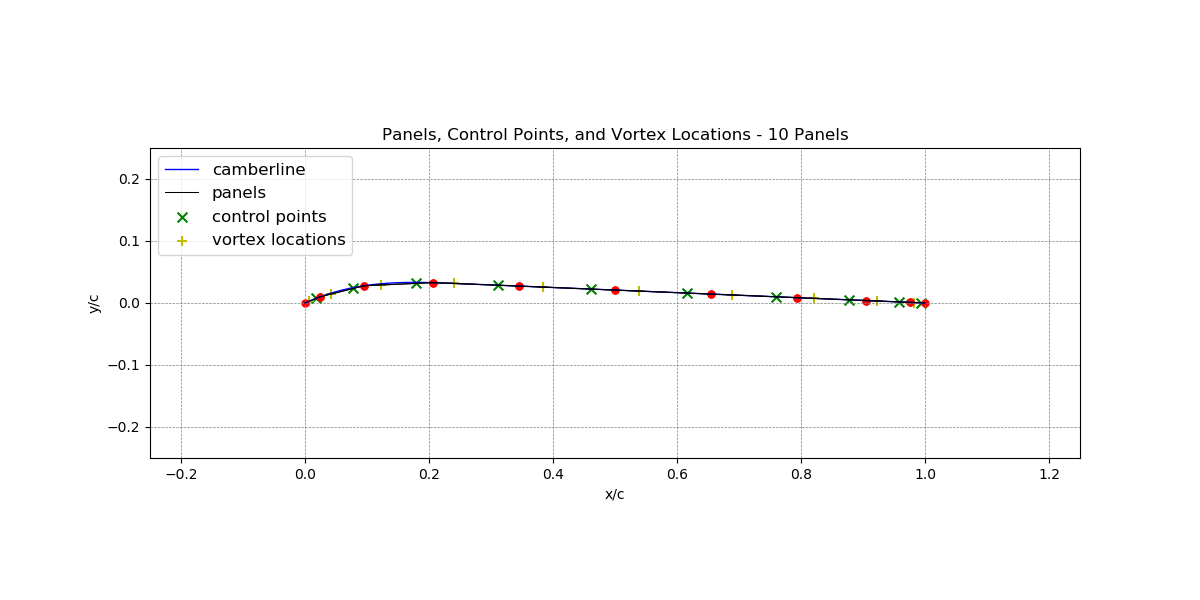 Panels, Control Points, and Vortex Locations - 10 Panels
camberline
panels
control points
vortex locations
0.2
0.1
0.0
−0.1
−0.2
y/c
−0.2 0.0 0.2 0.4 0.6 0.8 1.0 1.2
x/c